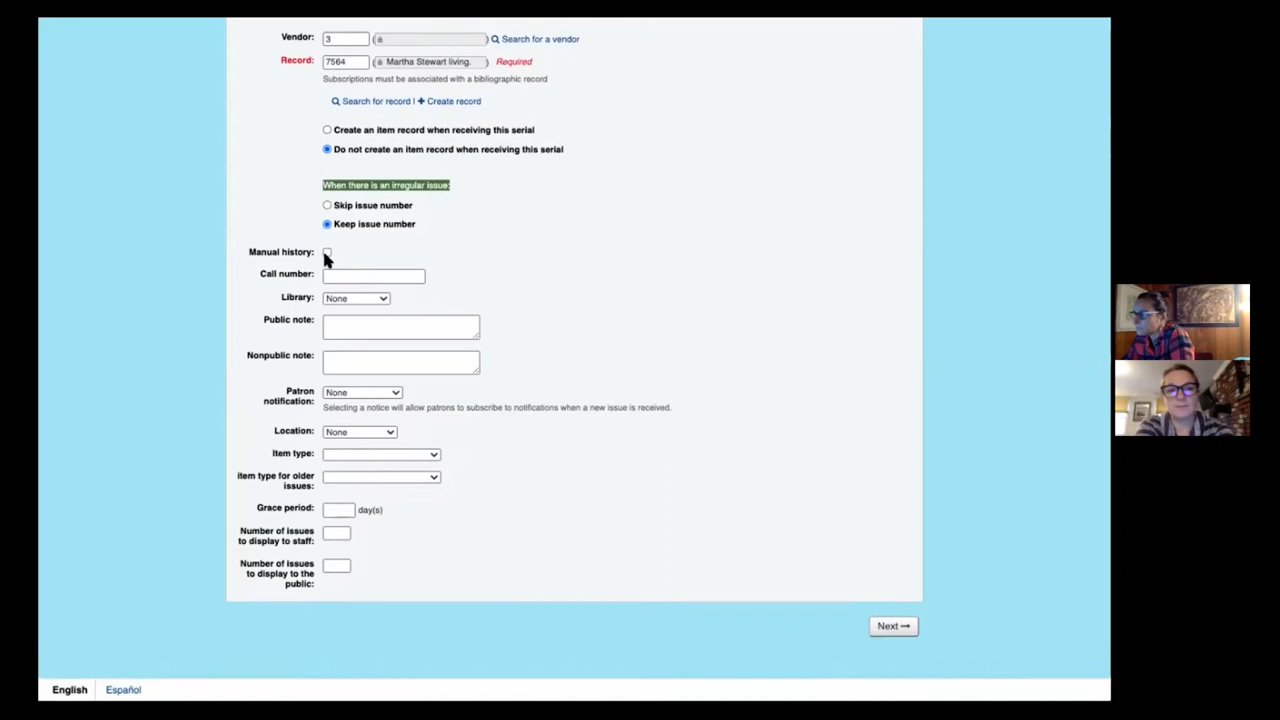 Vendor: 3 ( ) Search for a vendor
Record: 7564 ( Martha Stewart living. ) Required
Subscriptions must be associated with a bibliographic record
Search for record | + Create record
Create an item record when receiving this serial
Do not create an item record when receiving this serial
When there is an irregular issue:
Skip issue number
Keep issue number
Manual history:
Call number:
Library: None
Public note:
Nonpublic note:
Patron notification: None
Selecting a notice will allow patrons to subscribe to notifications when a new issue is received.
Location: None
Item type:
item type for older
issues:
Grace period: day(s)
Number of issues
to display to staff:
Number of issues
to display to the
public:
Next →
English Español